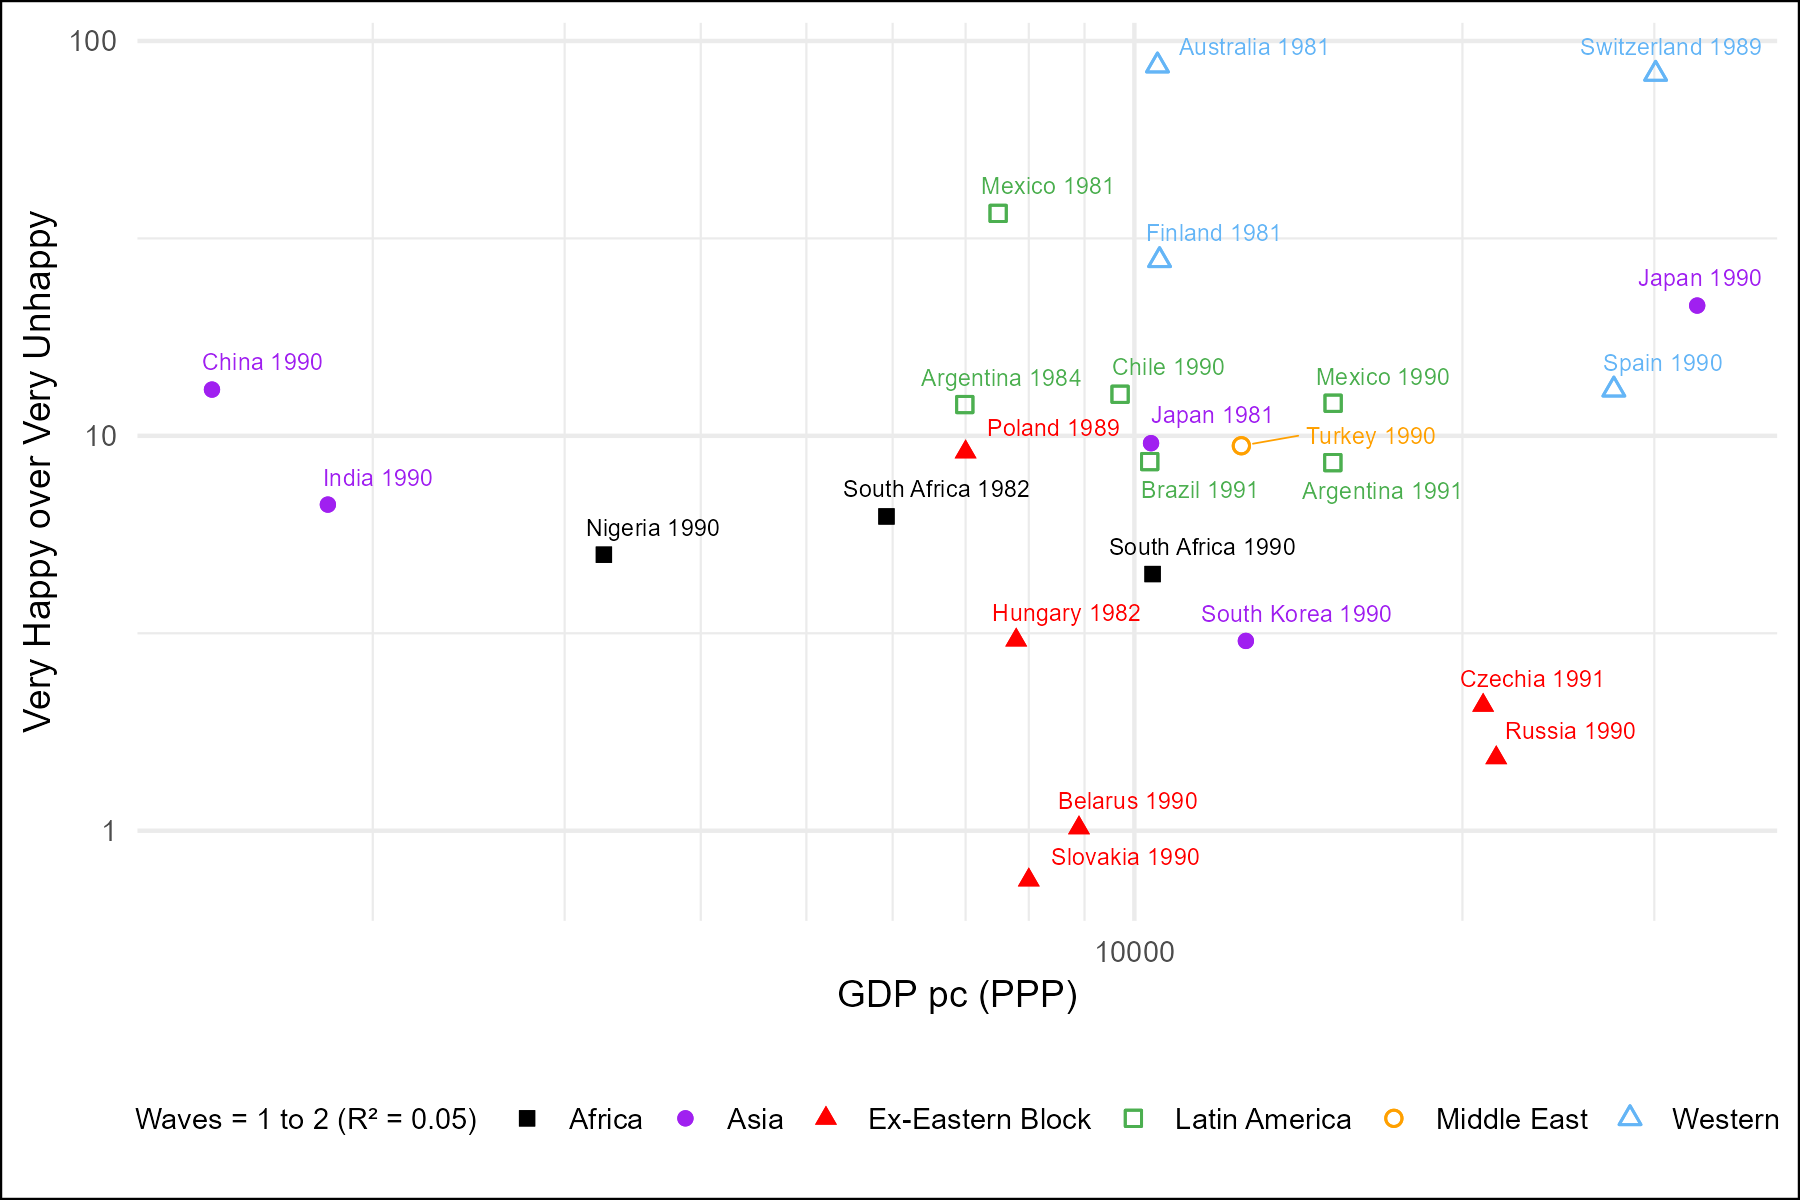 100
Australia 1981
Switzerland 1989
Mexico 1981
Finland 1981
Japan 1990
China 1990
Chile 1990
Spain 1990
Argentina 1984
Mexico 1990
Japan 1981
Poland 1989
10
Turkey 1990
India 1990
South Africa 1982
Brazil 1991
Argentina 1991
Nigeria 1990
South Africa 1990
Hungary 1982
South Korea 1990
Czechia 1991
Russia 1990
Belarus 1990
1
Slovakia 1990
Very Happy over Very Unhappy
10000
GDP pc (PPP)
Waves = 1 to 2 (R² = 0.05) Africa Asia Ex-Eastern Block Latin America Middle East Western